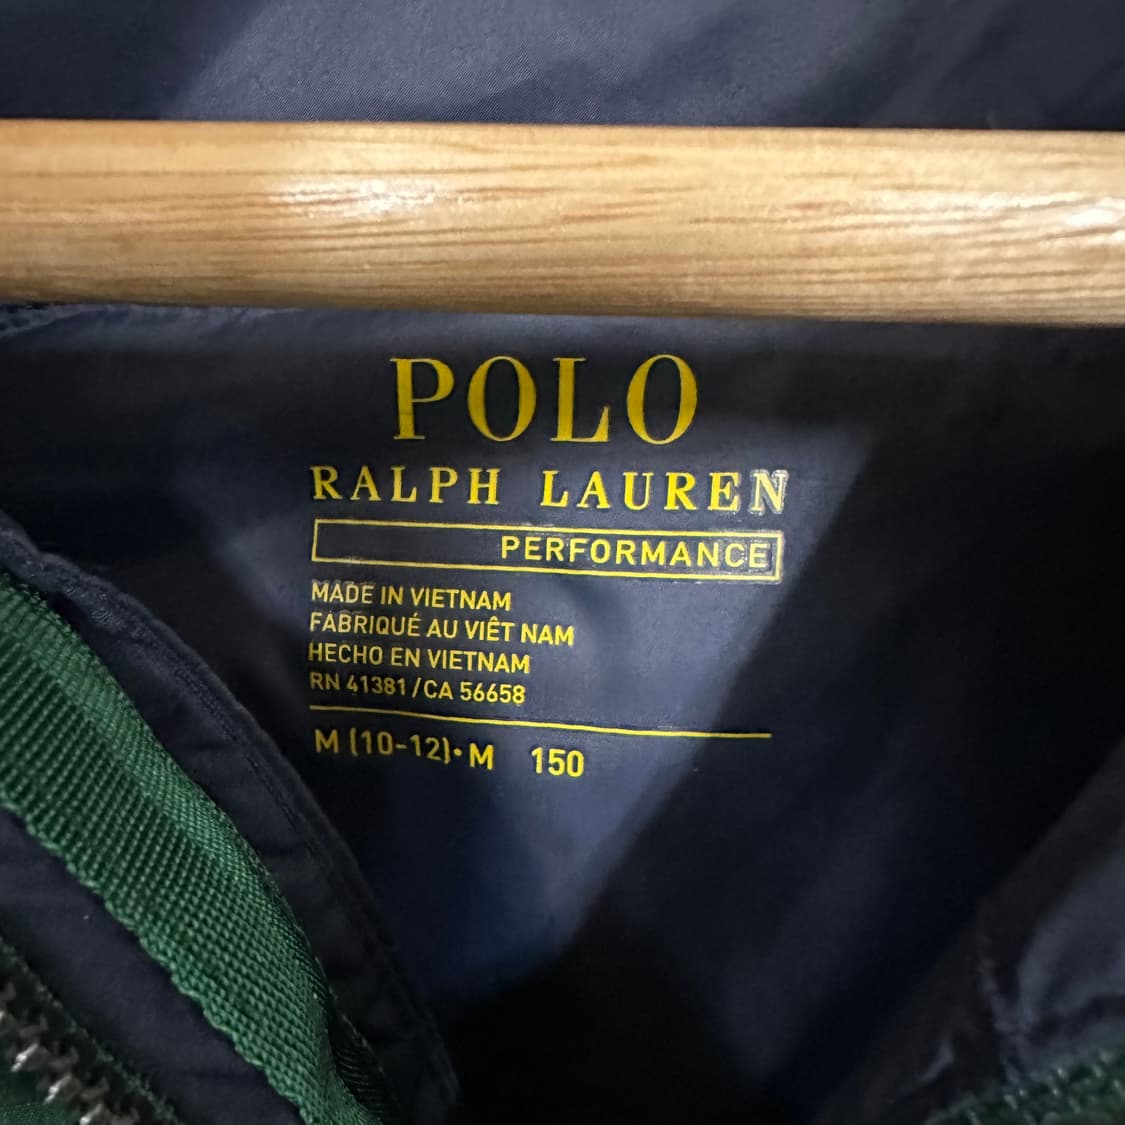 POLO
RALPH LAUREN
PERFORMANCE
MADE IN VIETNAM
FABRIQUÉ AU VIÊT NAM
HECHO EN VIETNAM
RN 41381/CA 56658
M (10-12)•M 150